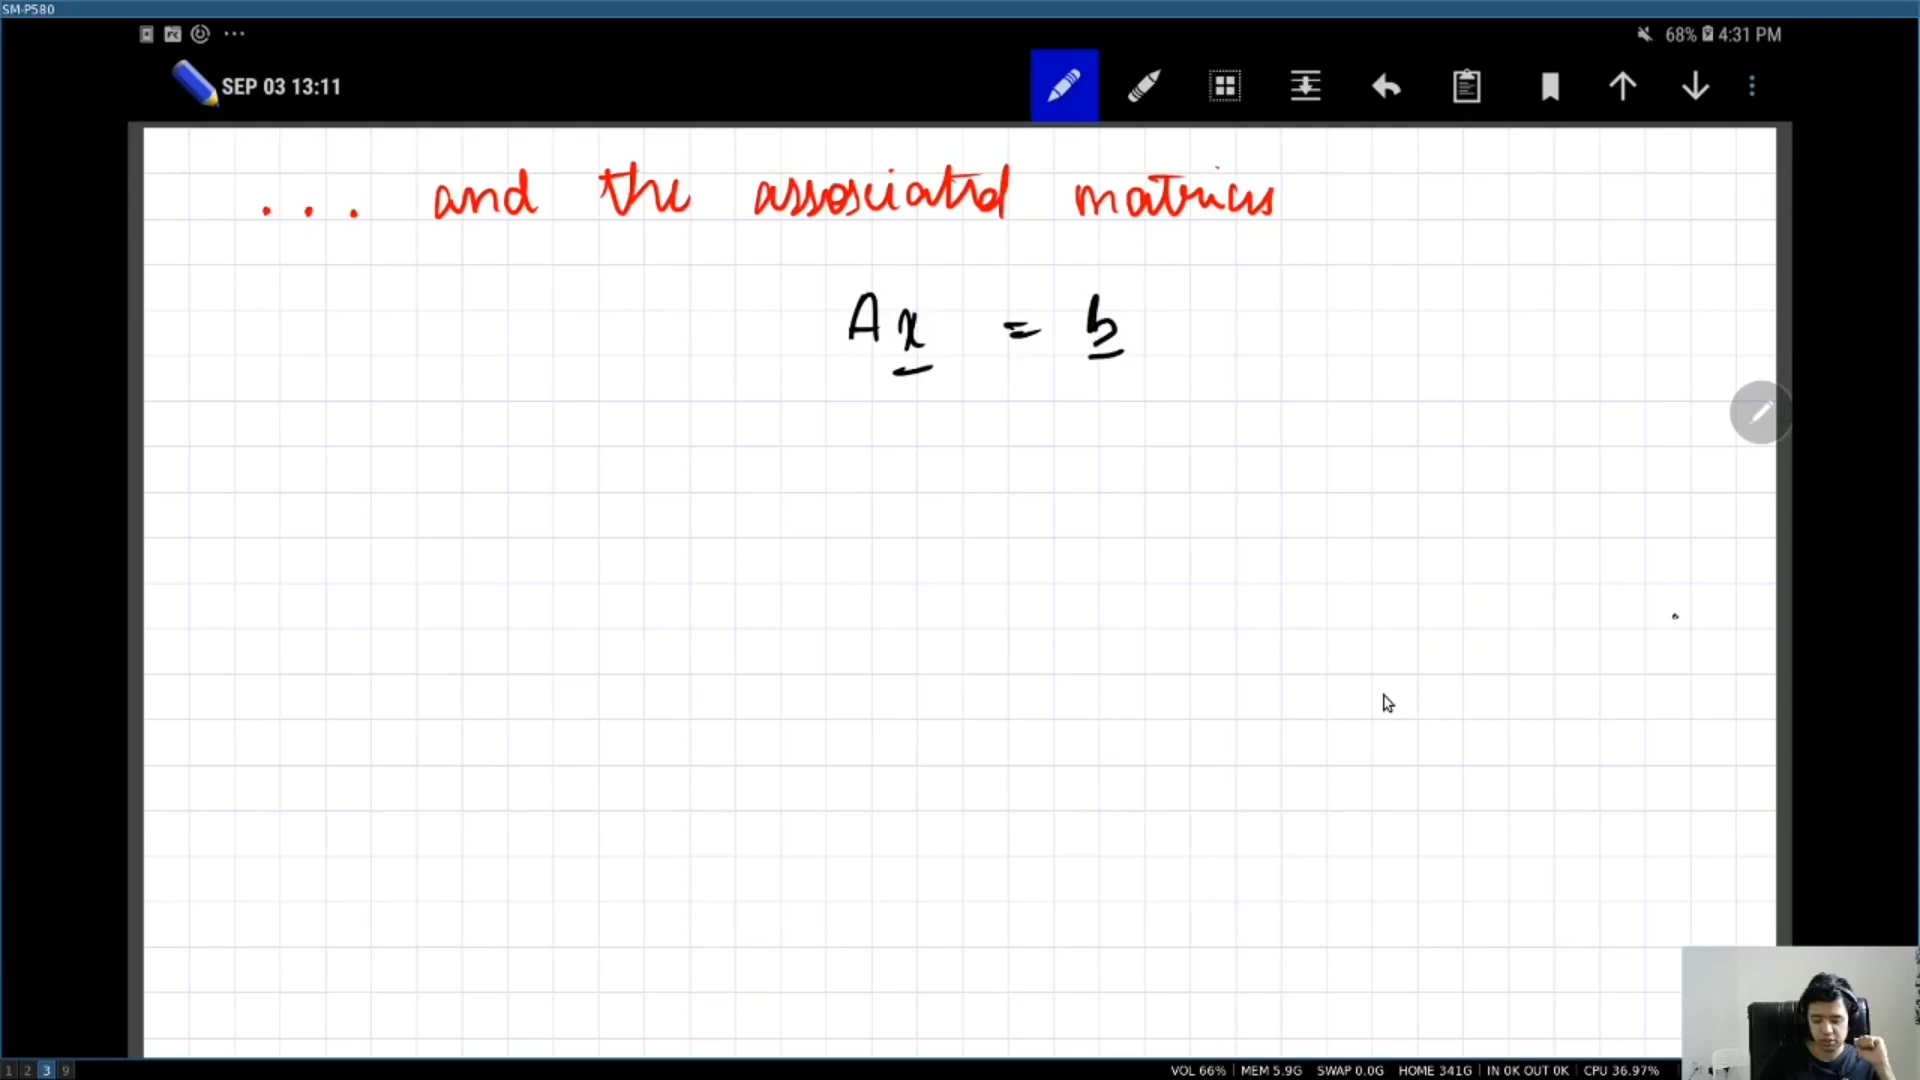 SM-P580
68% 4:31 PM
SEP 03 13:11
... and the associated matrices
Ax = b
1 2 3 9
VOL 66% | MEM 5.9G SWAP 0.0G | HOME 341G | IN 0K OUT 0K | CPU 36.97%